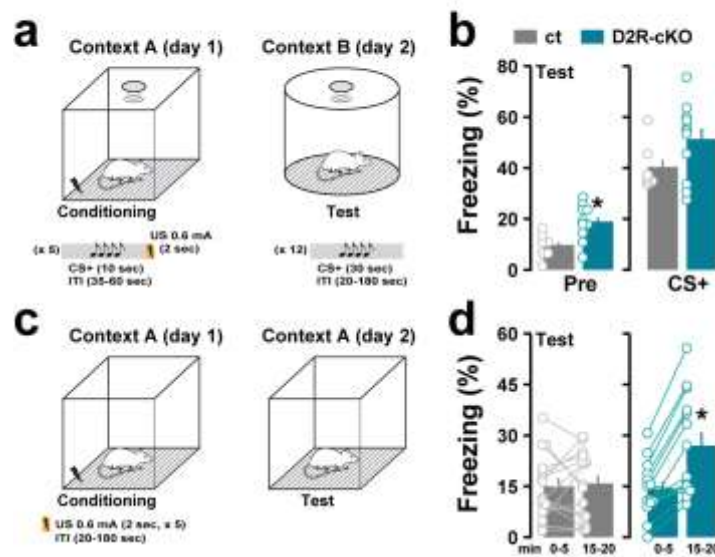 a
Context A (day 1)
Context B (day 2)
Conditioning
Test
US 0.6 mA
(2 sec)
(x 5)
CS+ (10 sec)
ITI (35-60 sec)
(x 12)
CS+ (30 sec)
ITI (20-180 sec)
b
ct
D2R-cKO
Test
Freezing (%)
80
60
40
20
0
*
Pre
CS+
c
Context A (day 1)
Context A (day 2)
Conditioning
Test
US 0.6 mA (2 sec, x 5)
ITI (20-180 sec)
d
Test
Freezing (%)
60
45
30
15
0
*
min 0-5 15-20 0-5 15-20